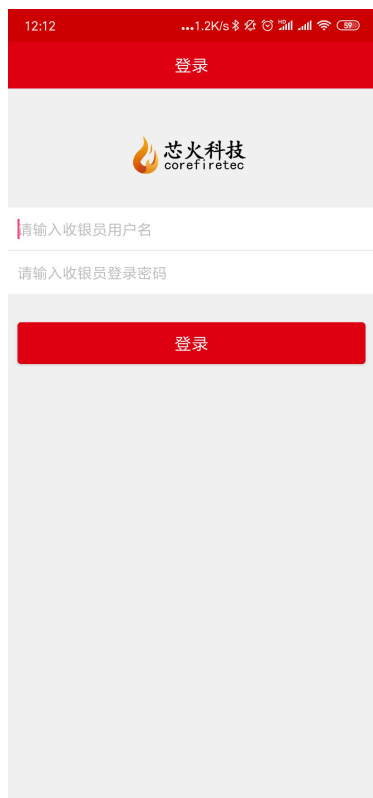 12:12 ...1.2K/s HD 59
登录
芯火科技
corefiretec
请输入收银员用户名
请输入收银员登录密码
登录